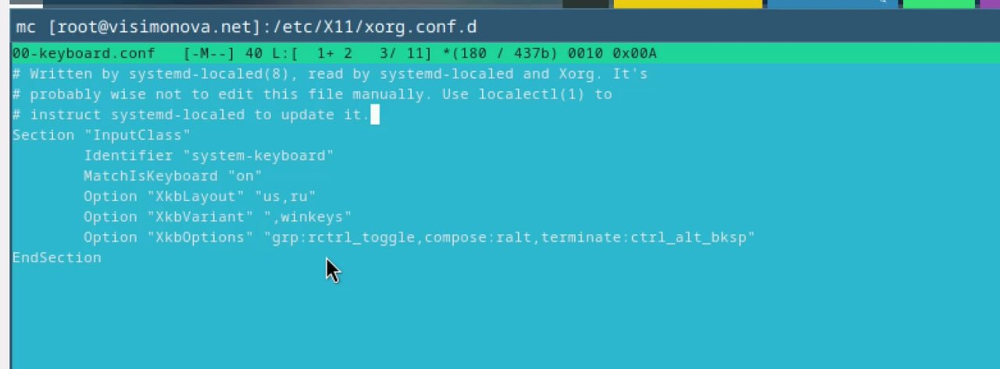 mc [root@visimonova.net]:/etc/X11/xorg.conf.d
00-keyboard.conf   [-M--] 40 L:[  1+ 2   3/ 11] *(180 / 437b) 0010 0x00A
# Written by systemd-localed(8), read by systemd-localed and Xorg. It's
# probably wise not to edit this file manually. Use localectl(1) to
# instruct systemd-localed to update it.
Section "InputClass"
        Identifier "system-keyboard"
        MatchIsKeyboard "on"
        Option "XkbLayout" "us,ru"
        Option "XkbVariant" ",winkeys"
        Option "XkbOptions" "grp:rctrl_toggle,compose:ralt,terminate:ctrl_alt_bksp"
EndSection